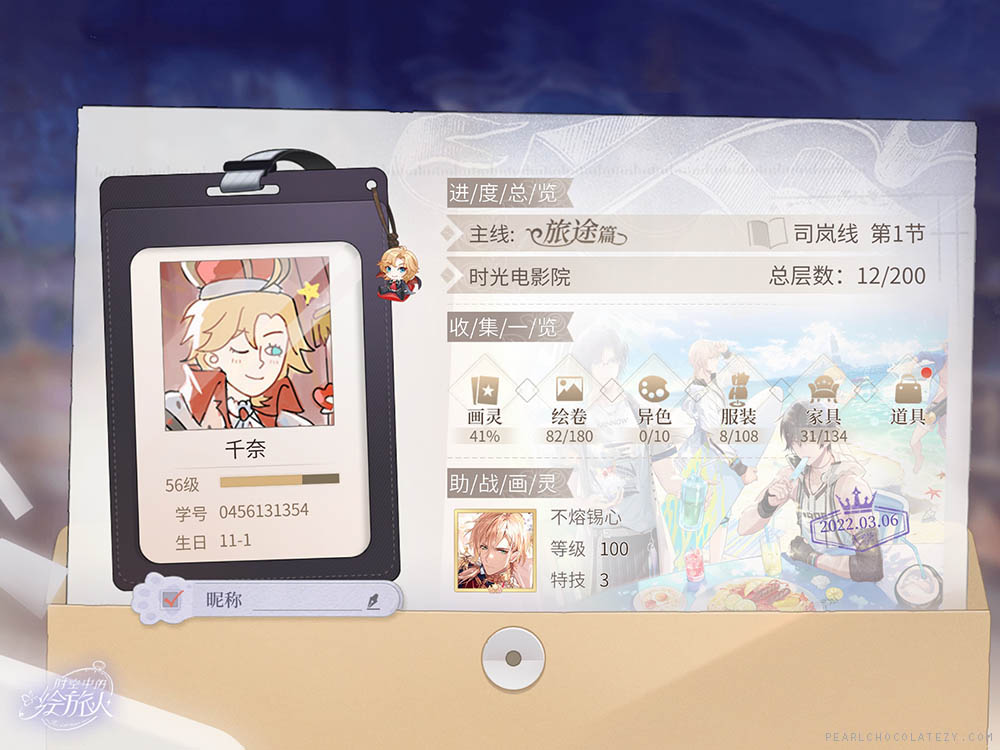 进/度/总/览
主线: 旅途篇
司岚线 第1节
时光电影院
总层数: 12/200
收/集/一/览
画灵
41%
绘卷
82/180
异色
0/10
服装
8/108
家具
31/134
道具
助/战/画/灵
不熔锡心
等级 100
特技 3
2022.03.06
千奈
56级
学号 0456131354
生日 11-1
昵称
时空中的
绘旅人
PEARLCHOCOLATEZY.COM